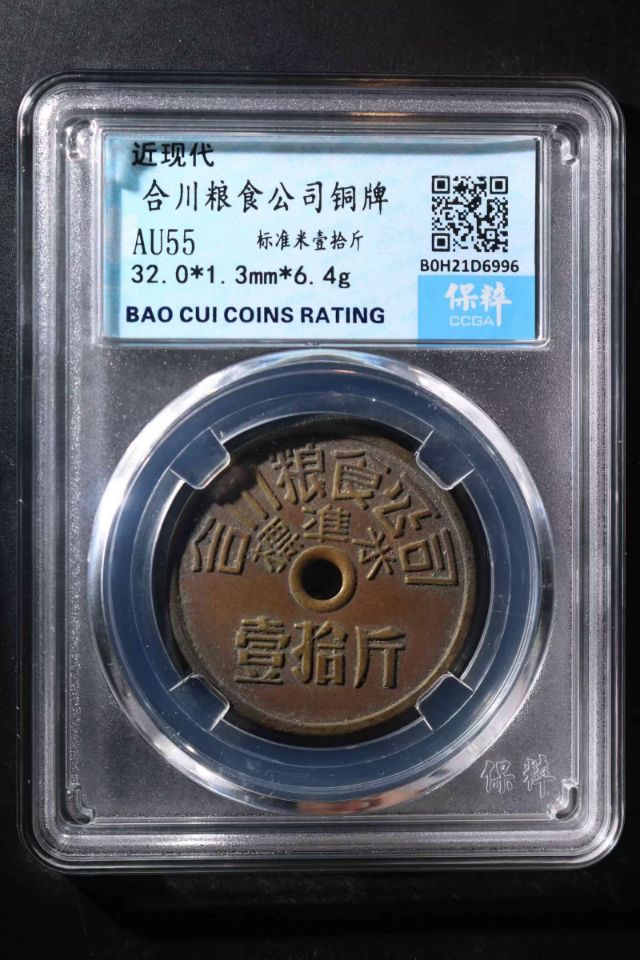 近现代
合川粮食公司铜牌
AU55 标准米壹拾斤
32.0*1.3mm*6.4g
B0H21D6996
BAO CUI COINS RATING
保粹
CCGA
合川粮食公司
標準米
壹拾斤
保粹